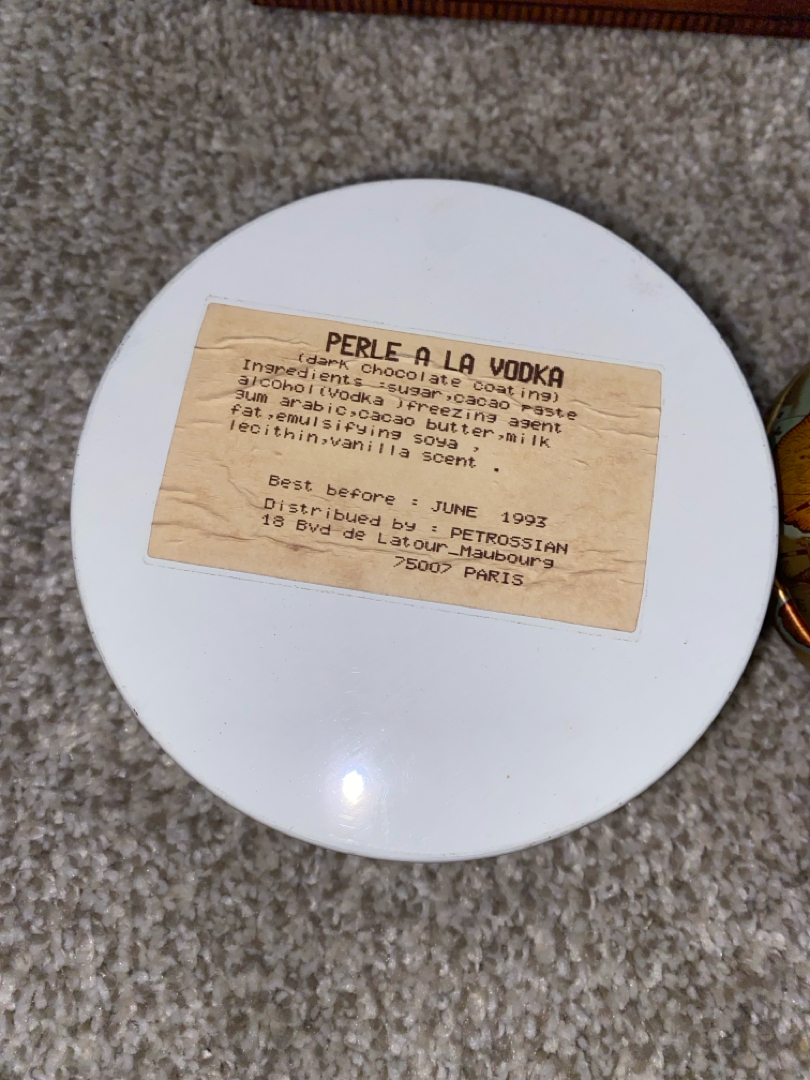 PERLE A LA VODKA
(dark chocolate coating)
Ingredients :sugar,cacao paste
alcohol(Vodka )freezing agent
gum arabic,cacao butter,milk
fat,emulsifying soya ,
lecithin,vanilla scent .
Best before : JUNE 1993
Distribued by : PETROSSIAN
18 Bvd de Latour_Maubourg
75007 PARIS